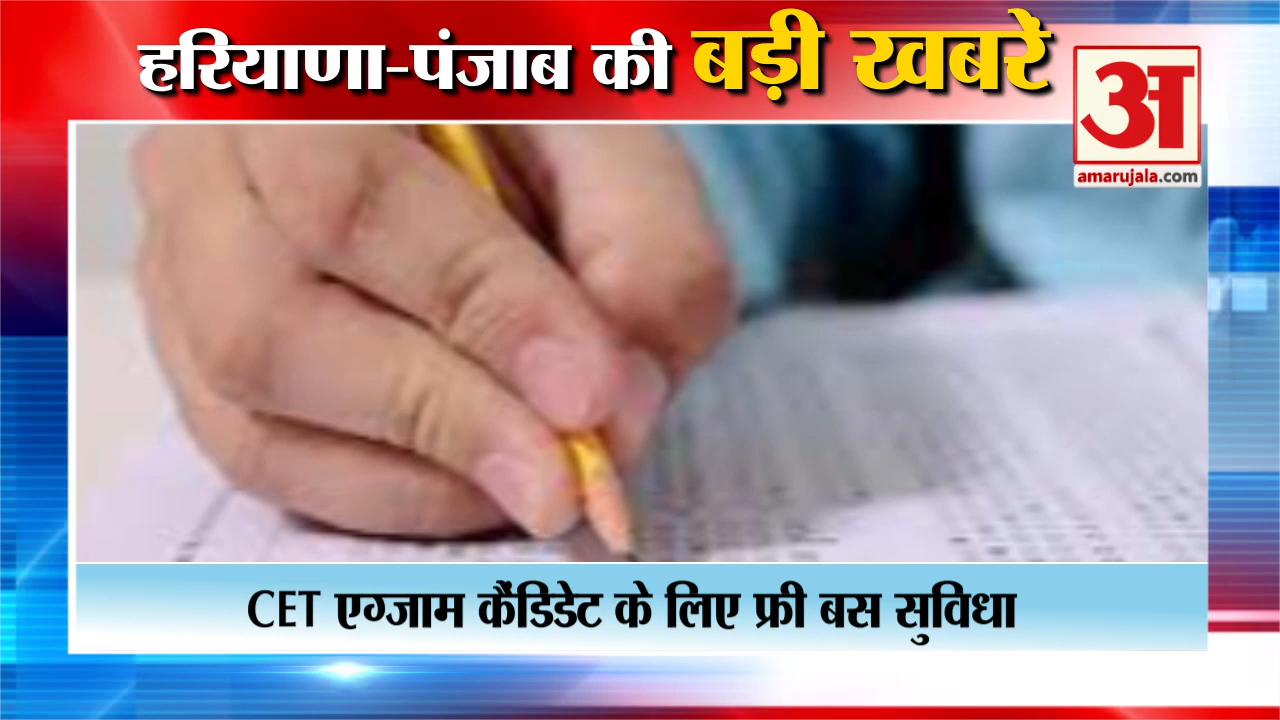 हरियाणा-पंजाब की बड़ी खबरें
अ
amarujala.com
CET एग्जाम कैंडिडेट के लिए फ्री बस सुविधा